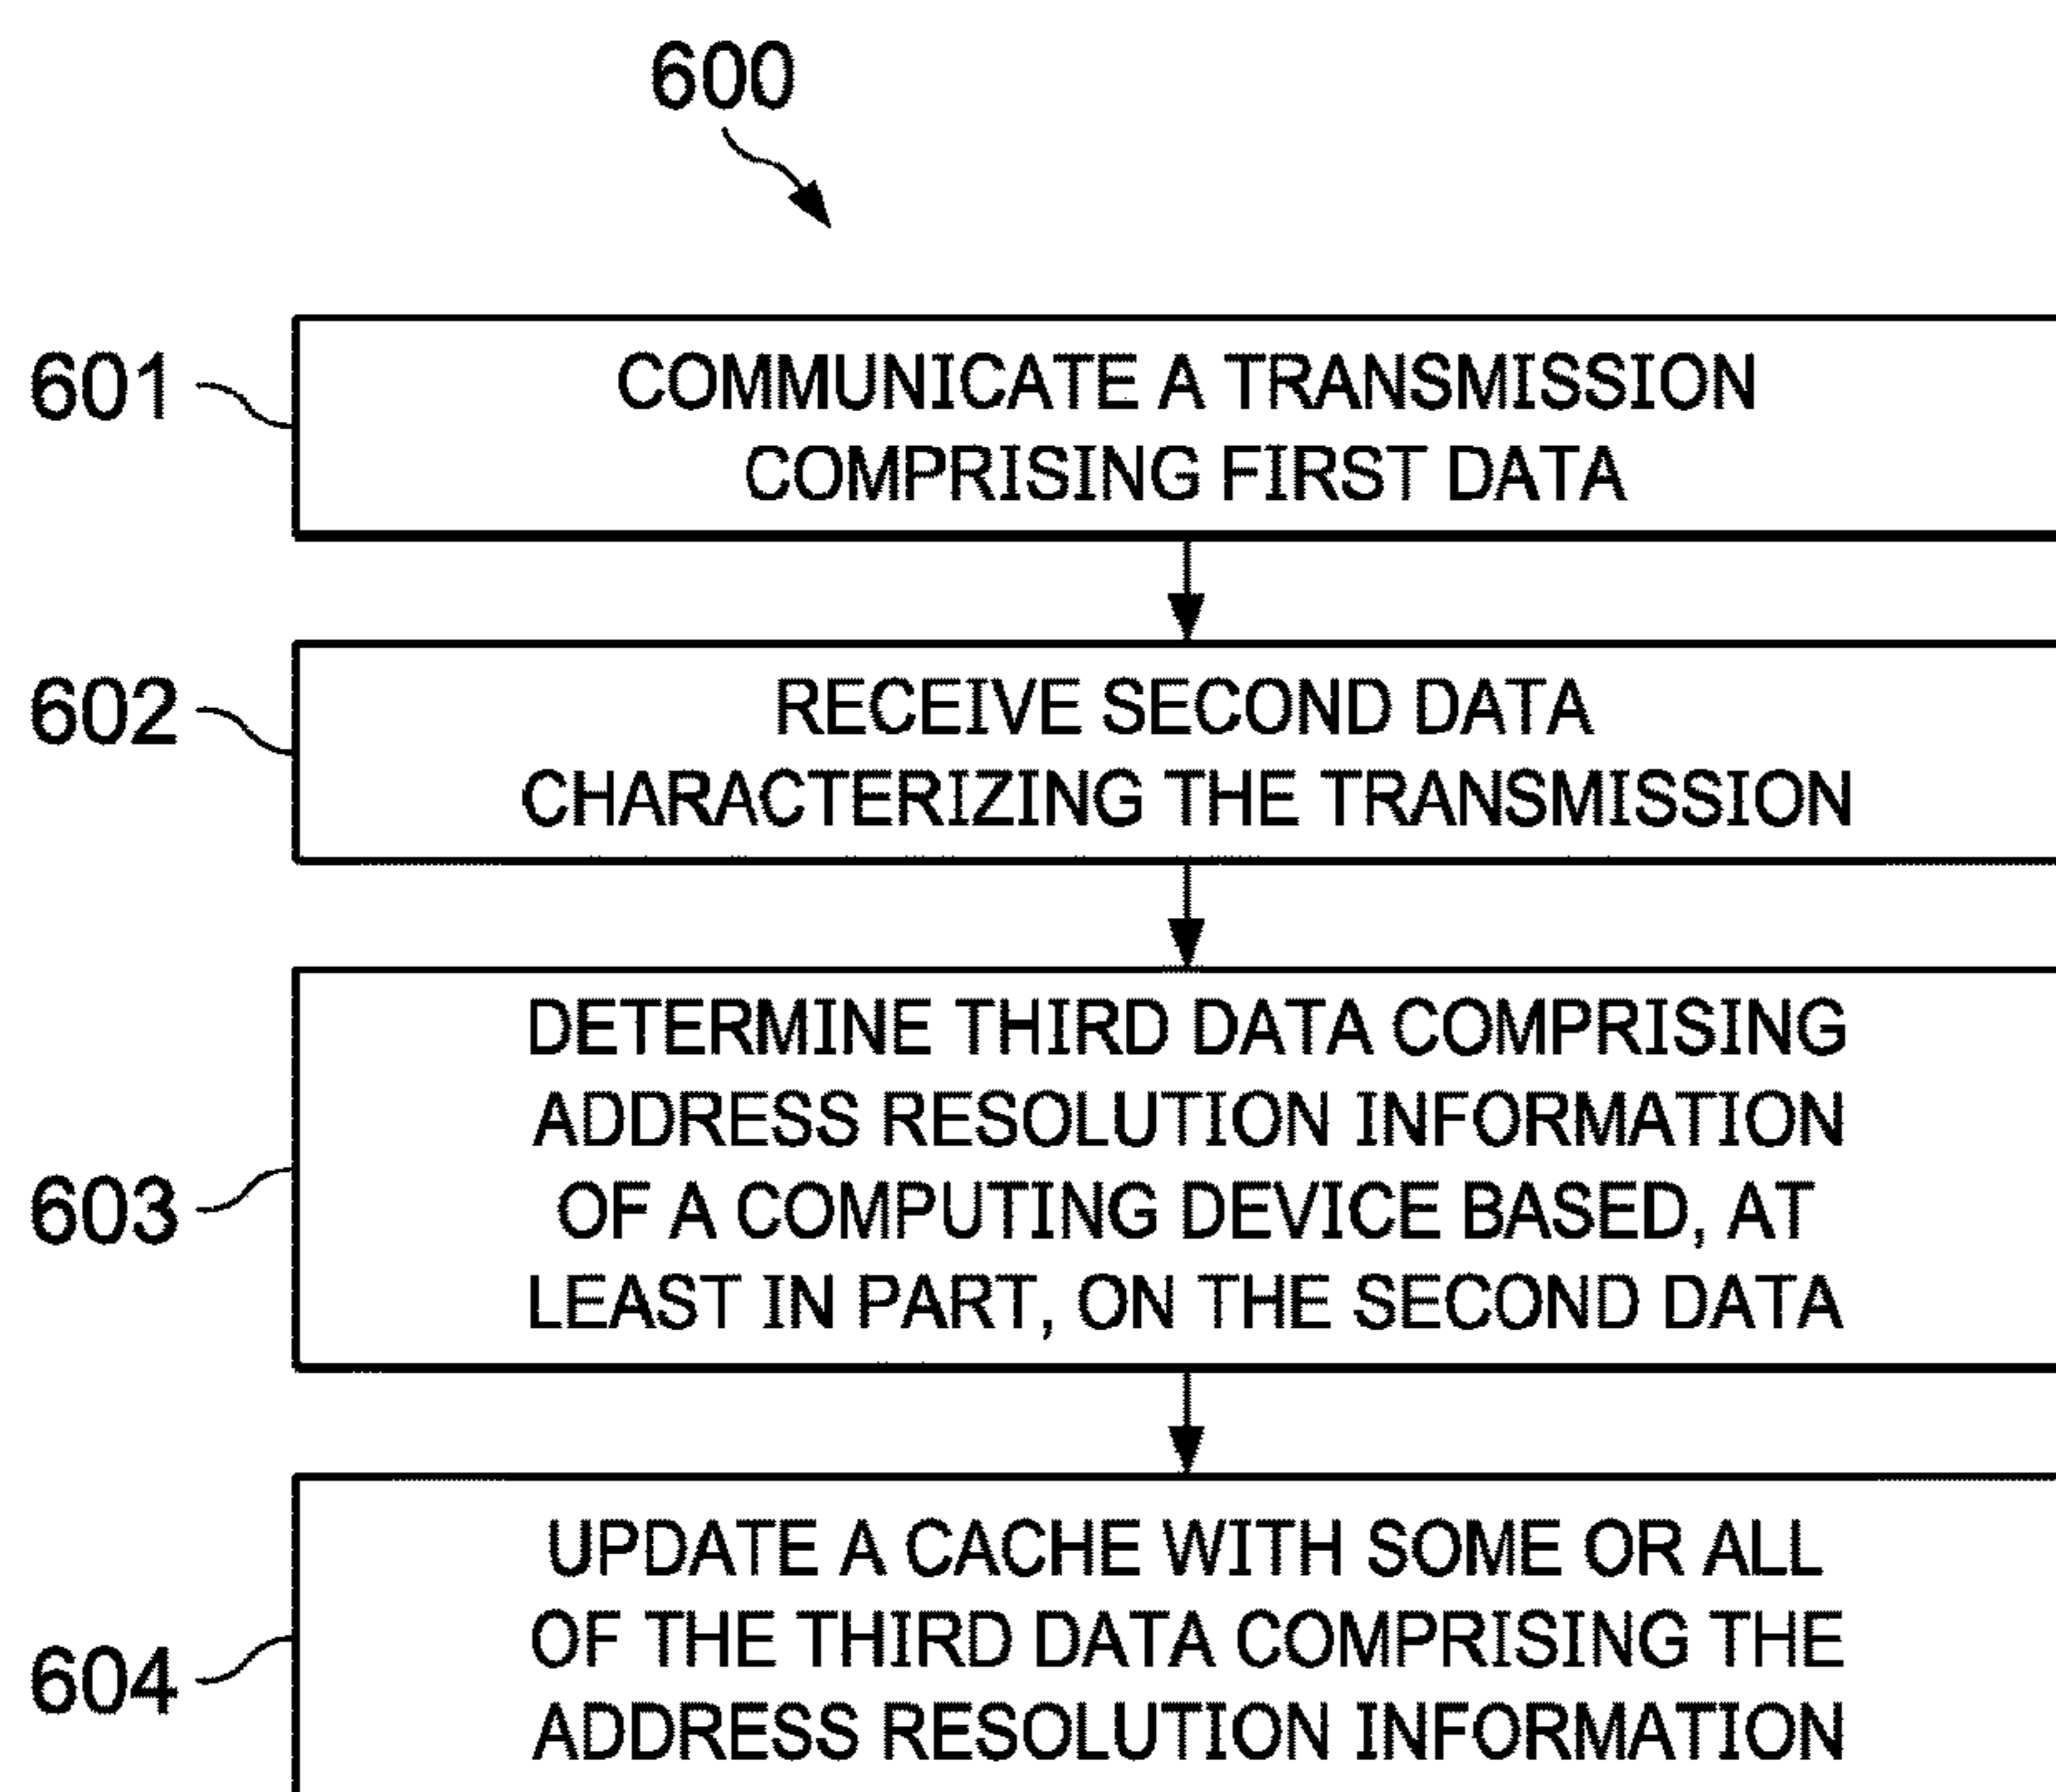 600
601
COMMUNICATE A TRANSMISSION
COMPRISING FIRST DATA
602
RECEIVE SECOND DATA
CHARACTERIZING THE TRANSMISSION
603
DETERMINE THIRD DATA COMPRISING
ADDRESS RESOLUTION INFORMATION
OF A COMPUTING DEVICE BASED, AT
LEAST IN PART, ON THE SECOND DATA
604
UPDATE A CACHE WITH SOME OR ALL
OF THE THIRD DATA COMPRISING THE
ADDRESS RESOLUTION INFORMATION